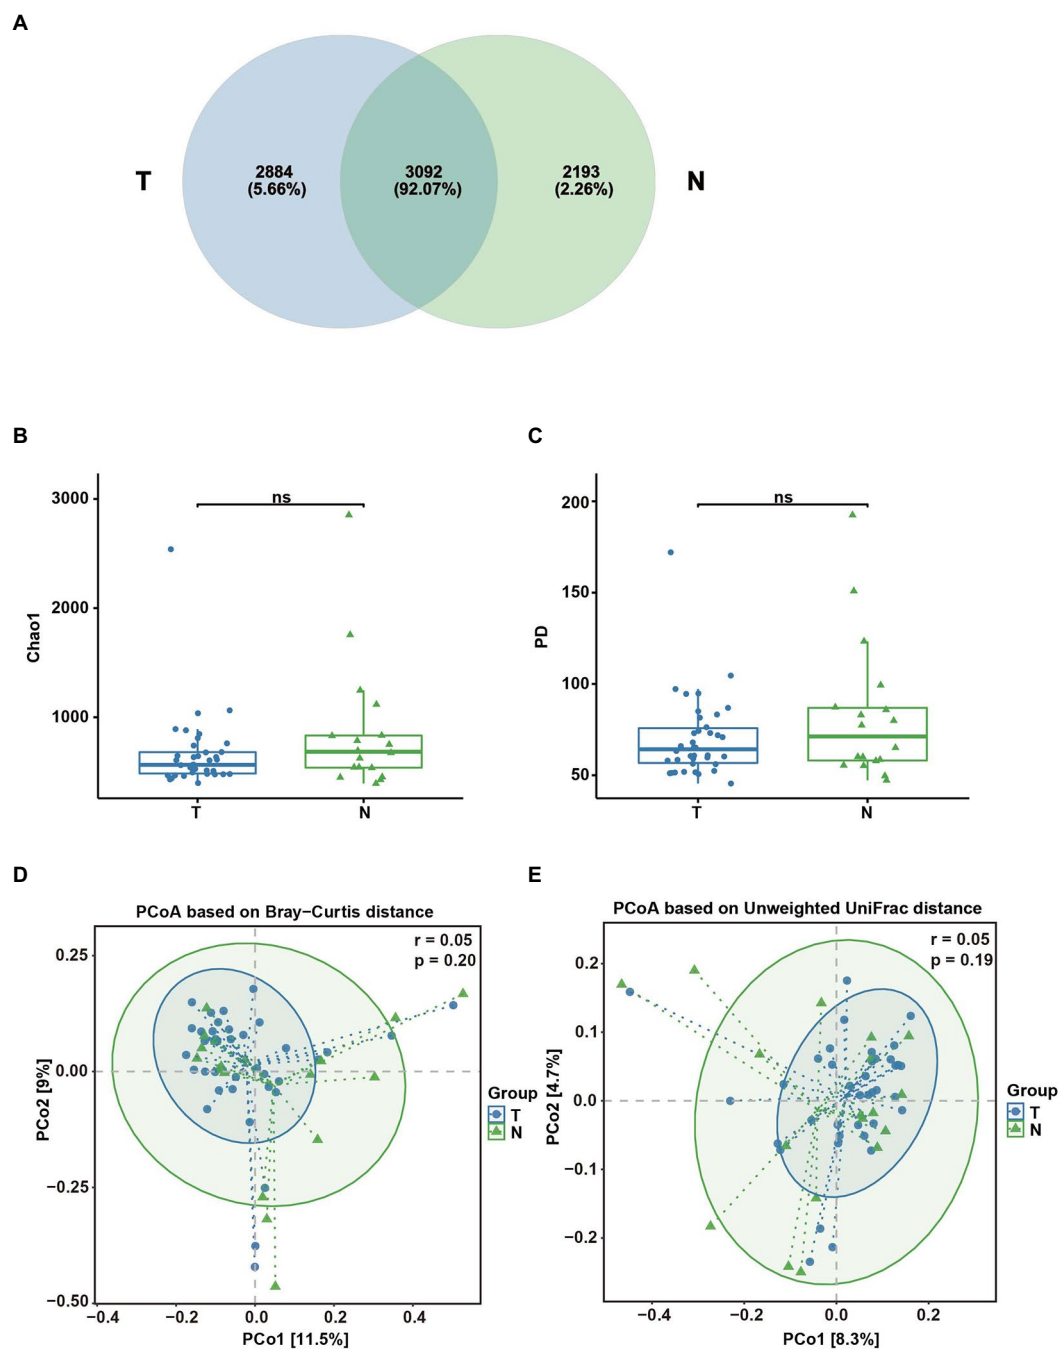 A
T
2884
(5.66%)
3092
(92.07%)
2193
(2.26%)
N
B
Chao1
3000
2000
1000
ns
T
N
C
PD
200
150
100
50
ns
T
N
D
PCoA based on Bray−Curtis distance
r = 0.05
p = 0.20
PCo2 [9%]
0.25
0.00
−0.25
−0.50
−0.4
−0.2
0.0
0.2
0.4
PCo1 [11.5%]
Group
T
N
E
PCoA based on Unweighted UniFrac distance
r = 0.05
p = 0.19
PCo2 [4.7%]
0.2
0.1
0.0
−0.1
−0.2
−0.4
−0.2
0.0
0.2
PCo1 [8.3%]
Group
T
N